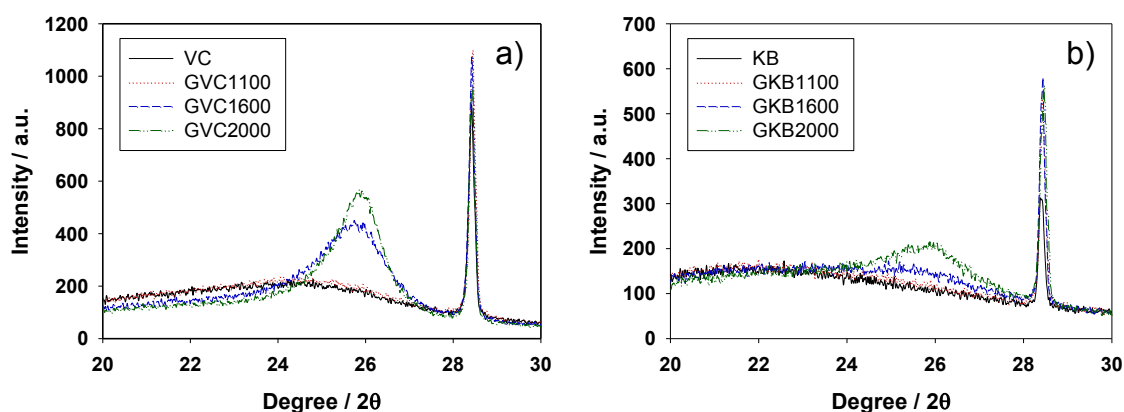 a)
VC
GVC1100
GVC1600
GVC2000
Intensity / a.u.
1200
1000
800
600
400
200
0
20 22 24 26 28 30
Degree / 2θ
b)
KB
GKB1100
GKB1600
GKB2000
Intensity / a.u.
700
600
500
400
300
200
100
0
20 22 24 26 28 30
Degree / 2θ